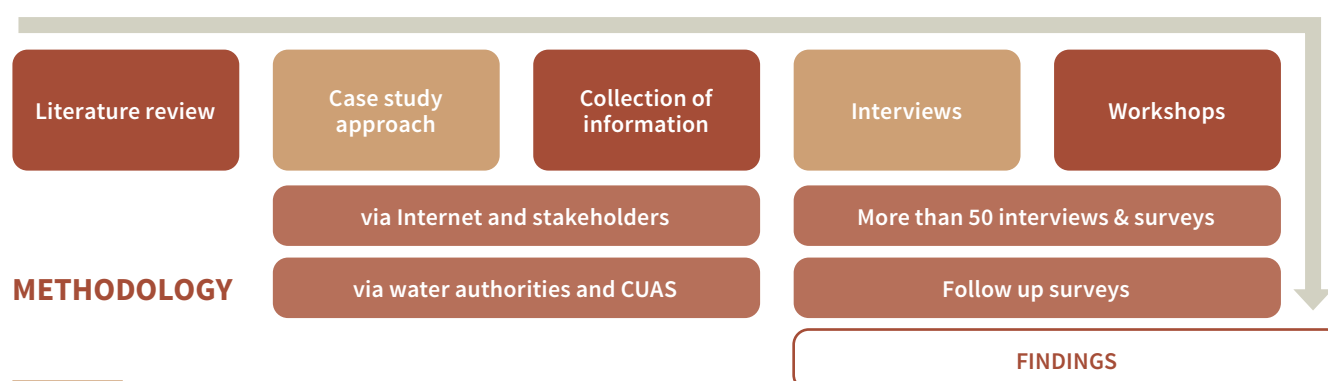 Literature review
Case study
approach
Collection of
information
Interviews
Workshops
via Internet and stakeholders
More than 50 interviews & surveys
METHODOLOGY
via water authorities and CUAS
Follow up surveys
FINDINGS